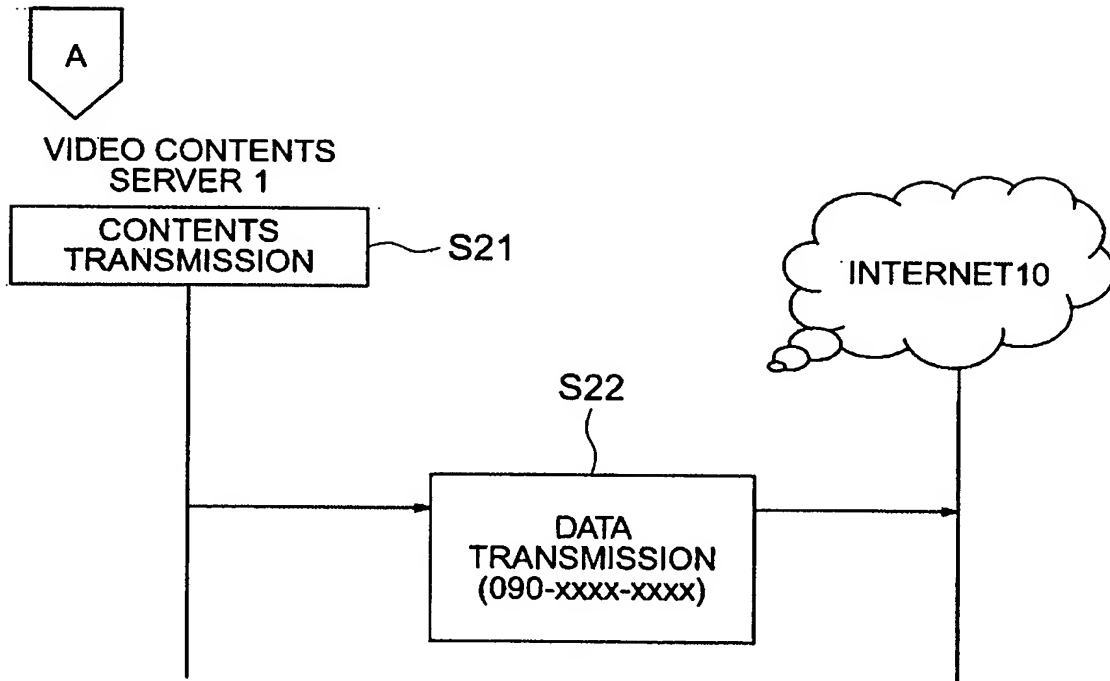 A
VIDEO CONTENTS
SERVER 1
CONTENTS
TRANSMISSION
S21
INTERNET10
S22
DATA
TRANSMISSION
(090-xxxx-xxxx)